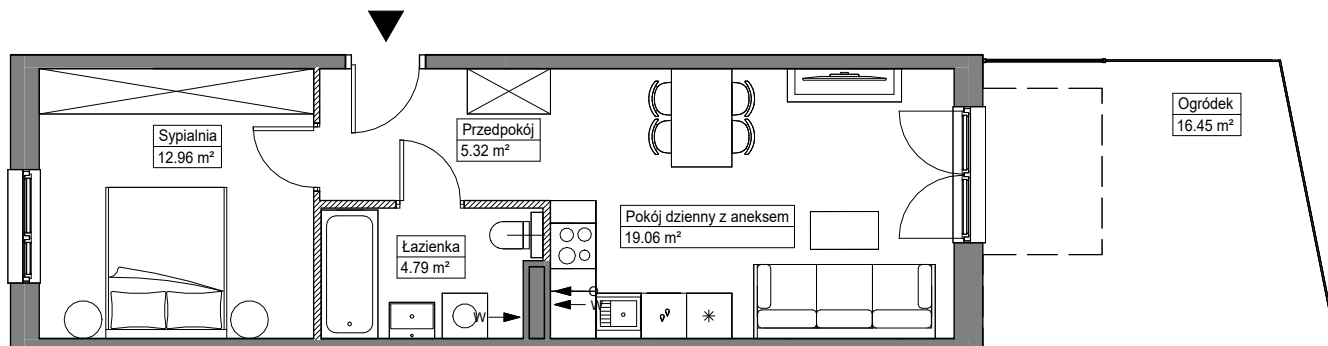 Sypialnia
12.96 m²
Przedpokój
5.32 m²
Ogródek
16.45 m²
Pokój dzienny z aneksem
19.06 m²
Łazienka
4.79 m²
W
O
W